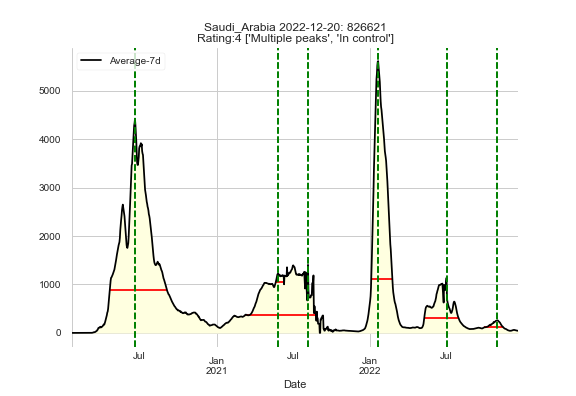 Saudi_Arabia 2022-12-20: 826621
Rating:4 ['Multiple peaks', 'In control']
Average-7d
5000
4000
3000
2000
1000
0
Jul
Jan
2021
Jul
Jan
2022
Jul
Date